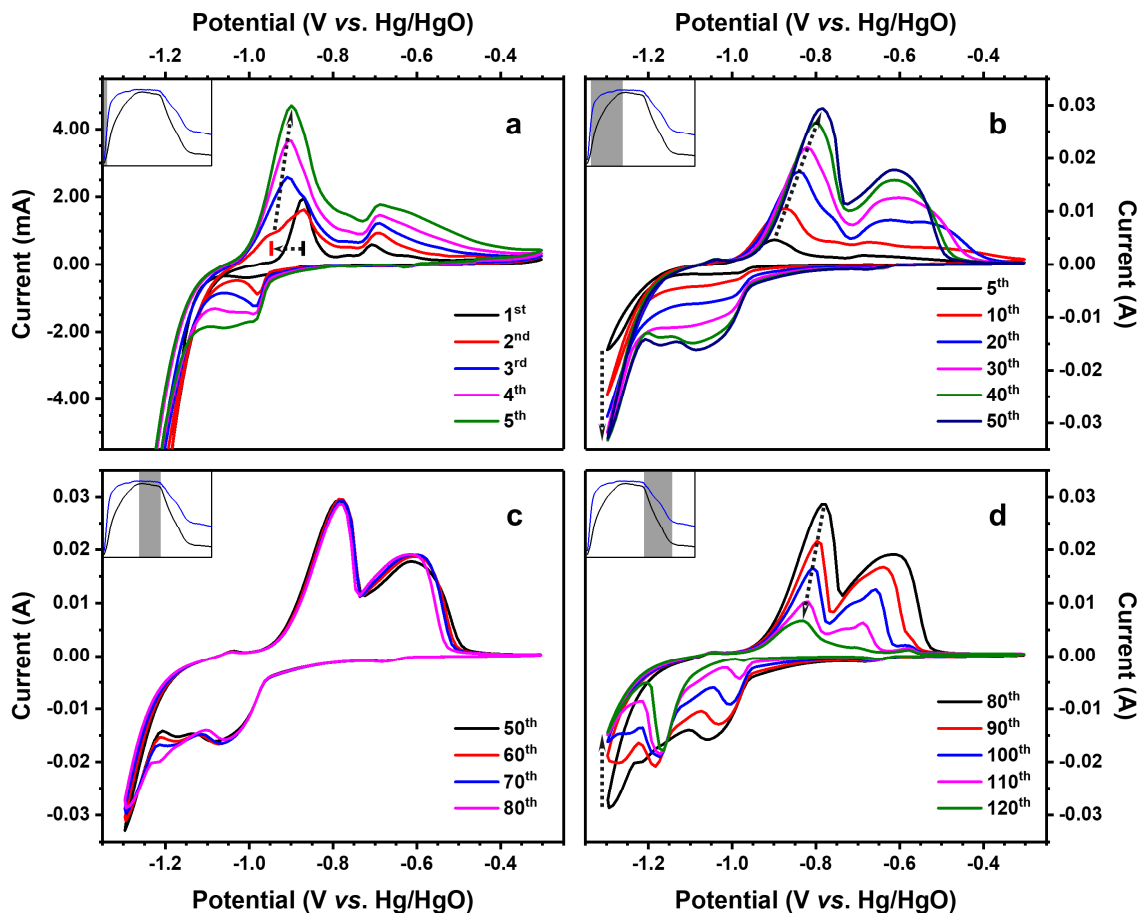 Potential (V vs. Hg/HgO)
Potential (V vs. Hg/HgO)
-1.2 -1.0 -0.8 -0.6 -0.4
-1.2 -1.0 -0.8 -0.6 -0.4
a
4.00
2.00
0.00
-2.00
-4.00
Current (mA)
1st
2nd
3rd
4th
5th
b
0.03
0.02
0.01
0.00
-0.01
-0.02
-0.03
Current (A)
5th
10th
20th
30th
40th
50th
c
0.03
0.02
0.01
0.00
-0.01
-0.02
-0.03
Current (A)
50th
60th
70th
80th
d
0.03
0.02
0.01
0.00
-0.01
-0.02
-0.03
Current (A)
80th
90th
100th
110th
120th
-1.2 -1.0 -0.8 -0.6 -0.4
-1.2 -1.0 -0.8 -0.6 -0.4
Potential (V vs. Hg/HgO)
Potential (V vs. Hg/HgO)